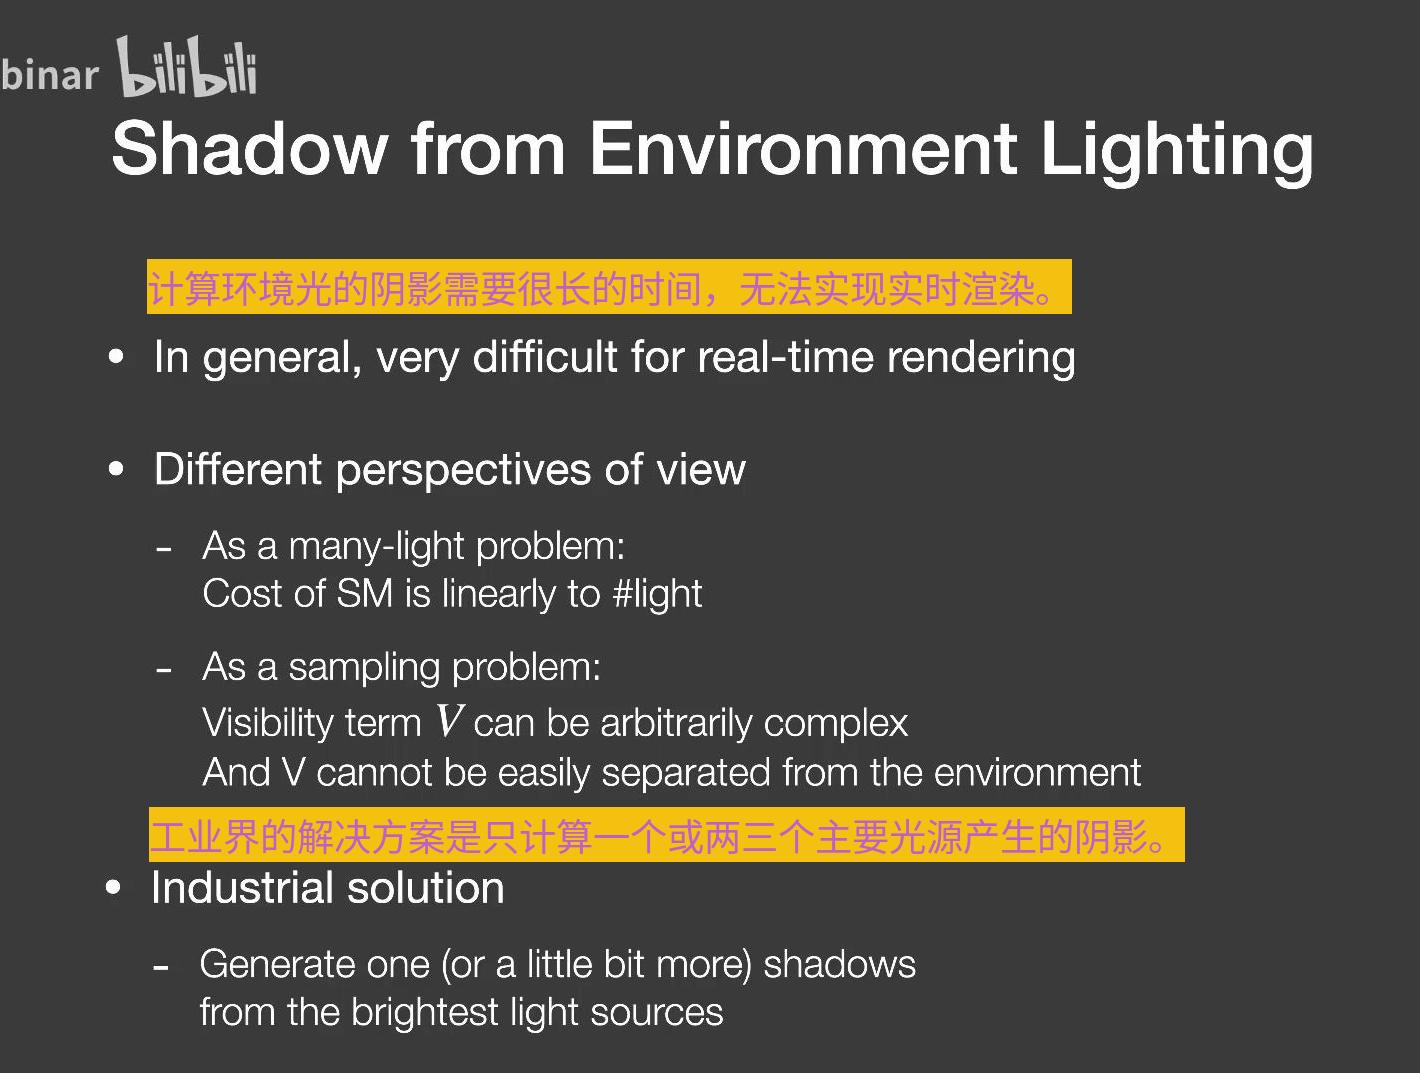 binar bilibili
Shadow from Environment Lighting
计算环境光的阴影需要很长的时间，无法实现实时渲染。
• In general, very difficult for real-time rendering
• Different perspectives of view
- As a many-light problem:
Cost of SM is linearly to #light
- As a sampling problem:
Visibility term V can be arbitrarily complex
And V cannot be easily separated from the environment
工业界的解决方案是只计算一个或两三个主要光源产生的阴影。
• Industrial solution
- Generate one (or a little bit more) shadows
from the brightest light sources